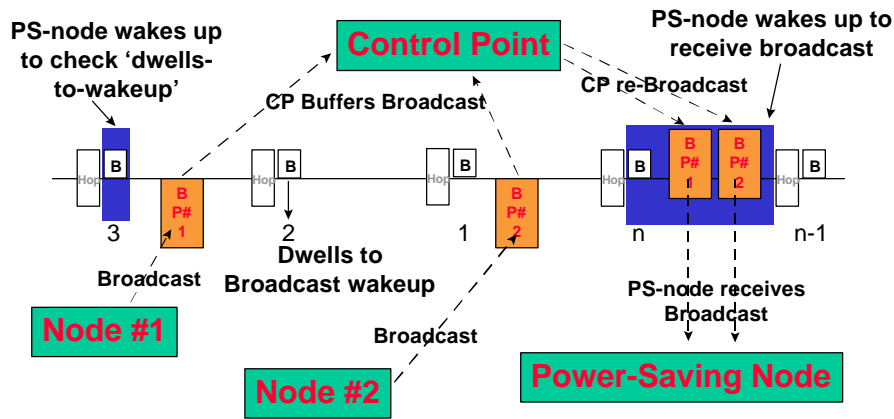 PS-node wakes up
to check ‘dwells-
to-wakeup’
Control Point
PS-node wakes up to
receive broadcast
CP Buffers Broadcast
CP re-Broadcast
Hop
B
B
P#
1
Hop
B
Hop
B
B
P#
2
Hop
B
B
P#
1
B
P#
2
Hop
B
3
2
1
n
n-1
Dwells to
Broadcast wakeup
Broadcast
Node #1
Broadcast
Node #2
PS-node receives
Broadcast
Power-Saving Node